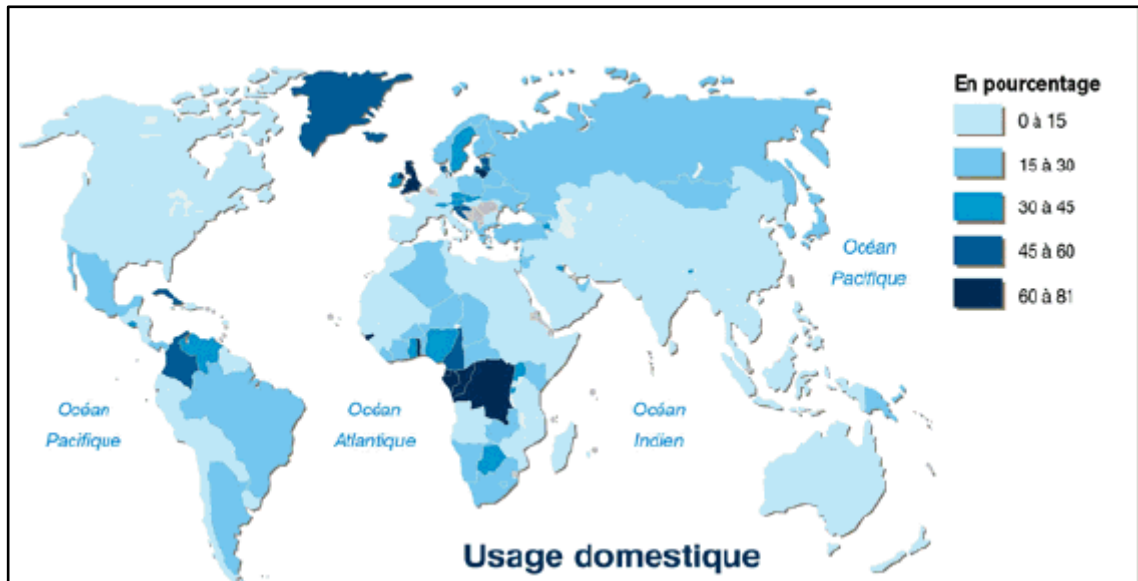 En pourcentage
0 à 15
15 à 30
30 à 45
45 à 60
60 à 81
Océan
Pacifique
Océan
Pacifique
Océan
Atlantique
Océan
Indien
Usage domestique